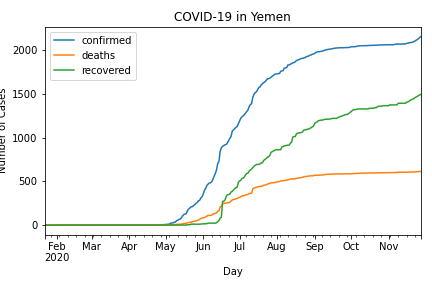 COVID-19 in Yemen
confirmed
deaths
recovered
2000
1500
1000
500
0
Number of Cases
Feb Mar Apr May Jun Jul Aug Sep Oct Nov
2020
Day